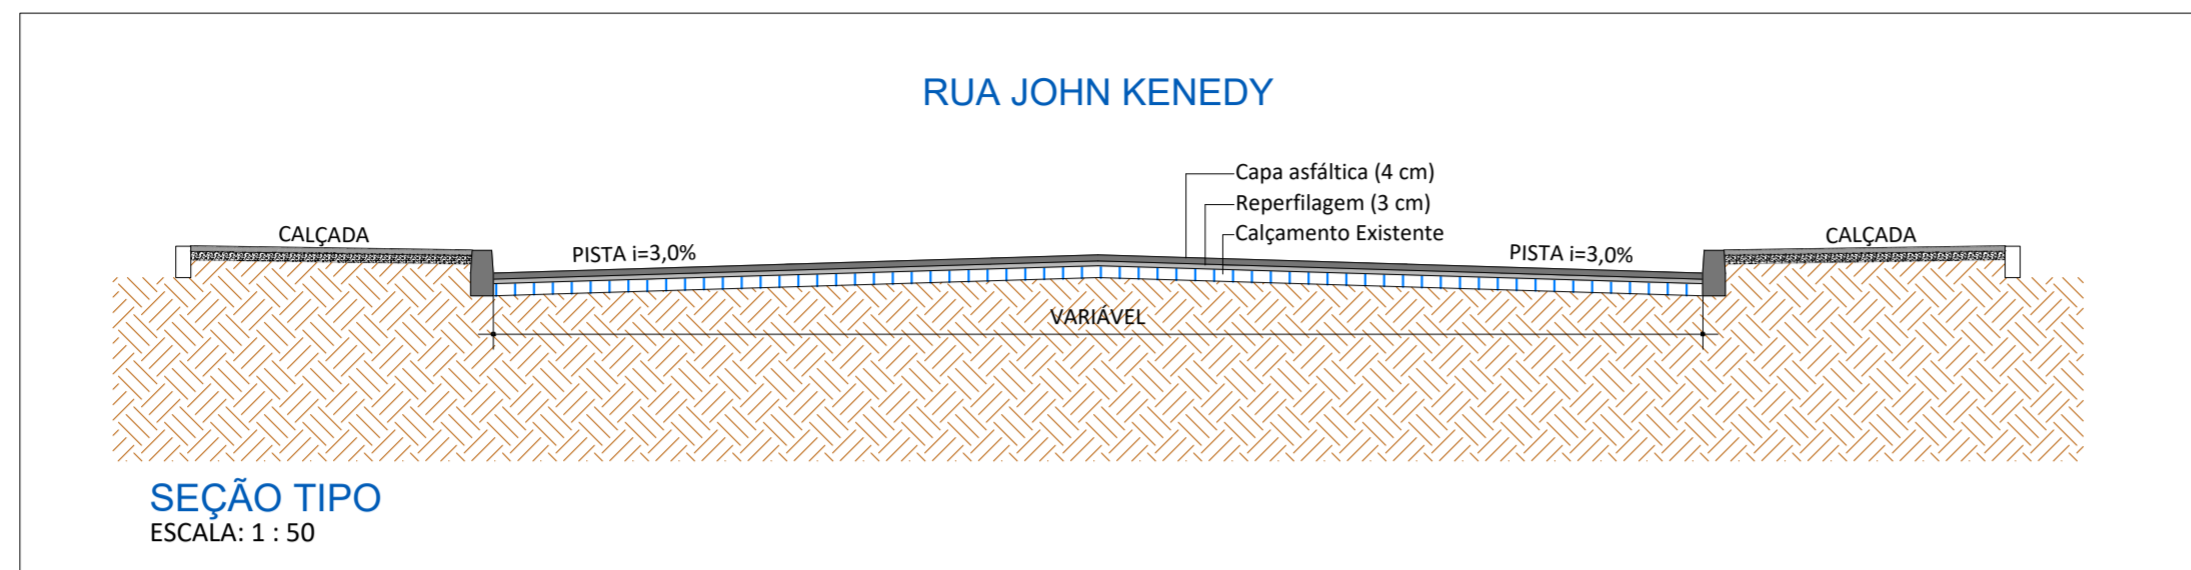 RUA JOHN KENEDY
Capa asfáltica (4 cm)
Reperfilagem (3 cm)
Calçamento Existente
CALÇADA
PISTA i=3,0%
PISTA i=3,0%
CALÇADA
VARIÁVEL
SEÇÃO TIPO
ESCALA: 1 : 50